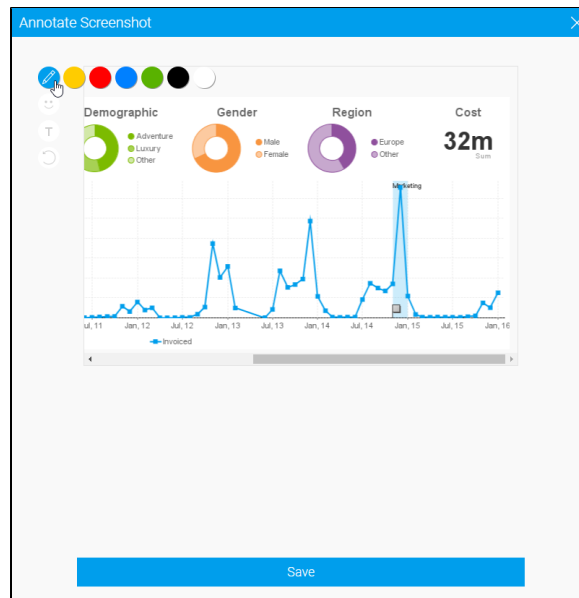 Annotate Screenshot
Demographic
Gender
Region
Cost
Adventure
Luxury
Other
Male
Female
Europe
Other
32m
Sum
T
Marketing
ul, 11 Jan, 12 Jul, 12 Jan, 13 Jul, 13 Jan, 14 Jul, 14 Jan, 15 Jul, 15 Jan, 16
Invoiced
Save